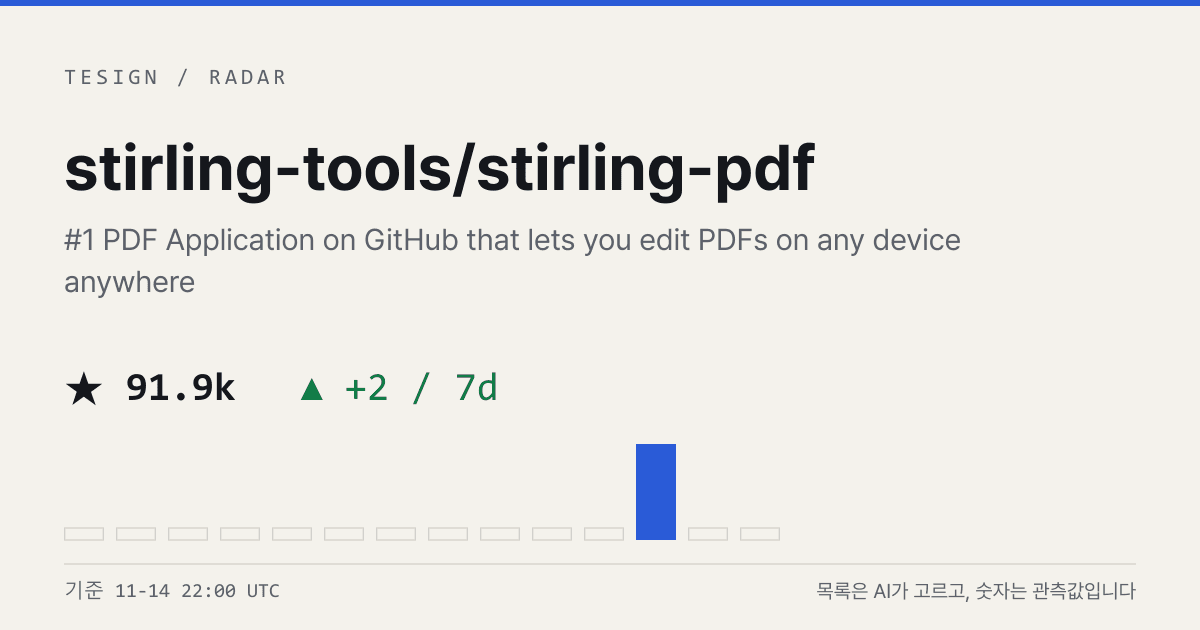 TESIGN / RADAR
stirling-tools/stirling-pdf
#1 PDF Application on GitHub that lets you edit PDFs on any device
anywhere
★ 91.9k ▲ +2 / 7d
기준 11-14 22:00 UTC
목록은 AI가 고르고, 숫자는 관측값입니다